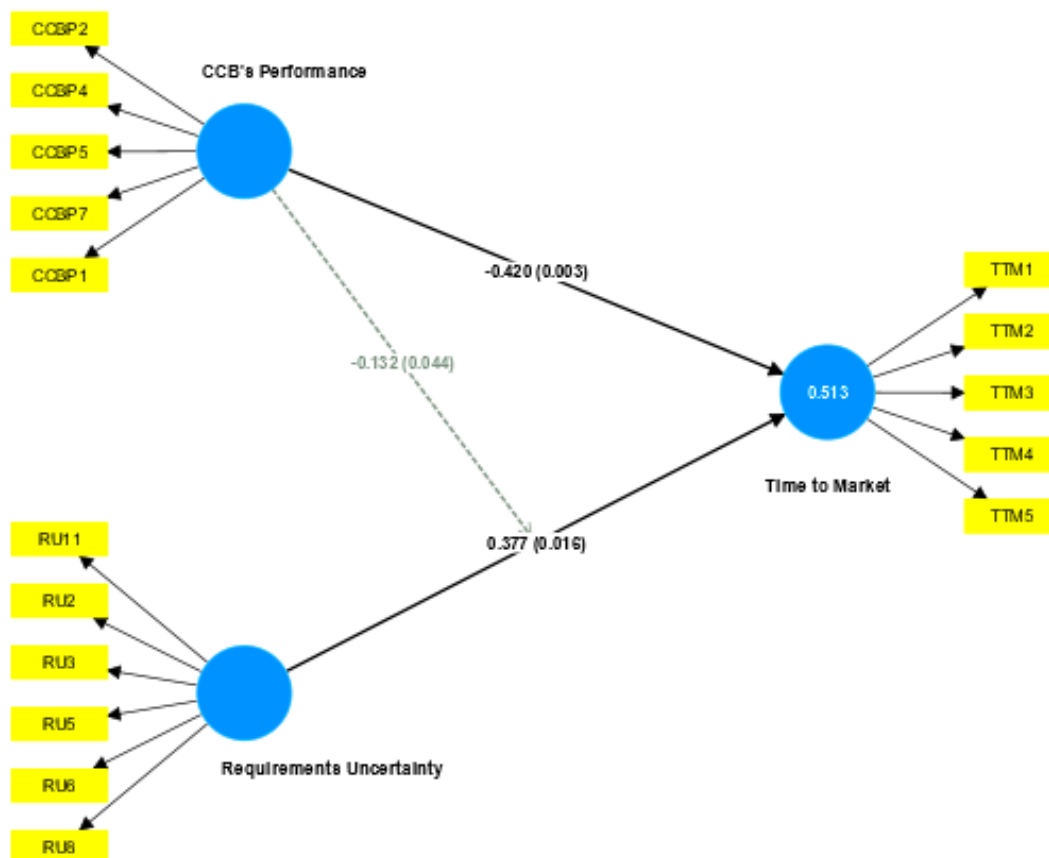 CCBP2
CCBP4
CCBP5
CCBP7
CCBP1
CCB's Performance
-0.420 (0.003)
-0.132 (0.044)
0.377 (0.016)
0.513
Time to Market
TTM1
TTM2
TTM3
TTM4
TTM5
RU11
RU2
RU3
RU5
RU6
RU8
Requirements Uncertainty